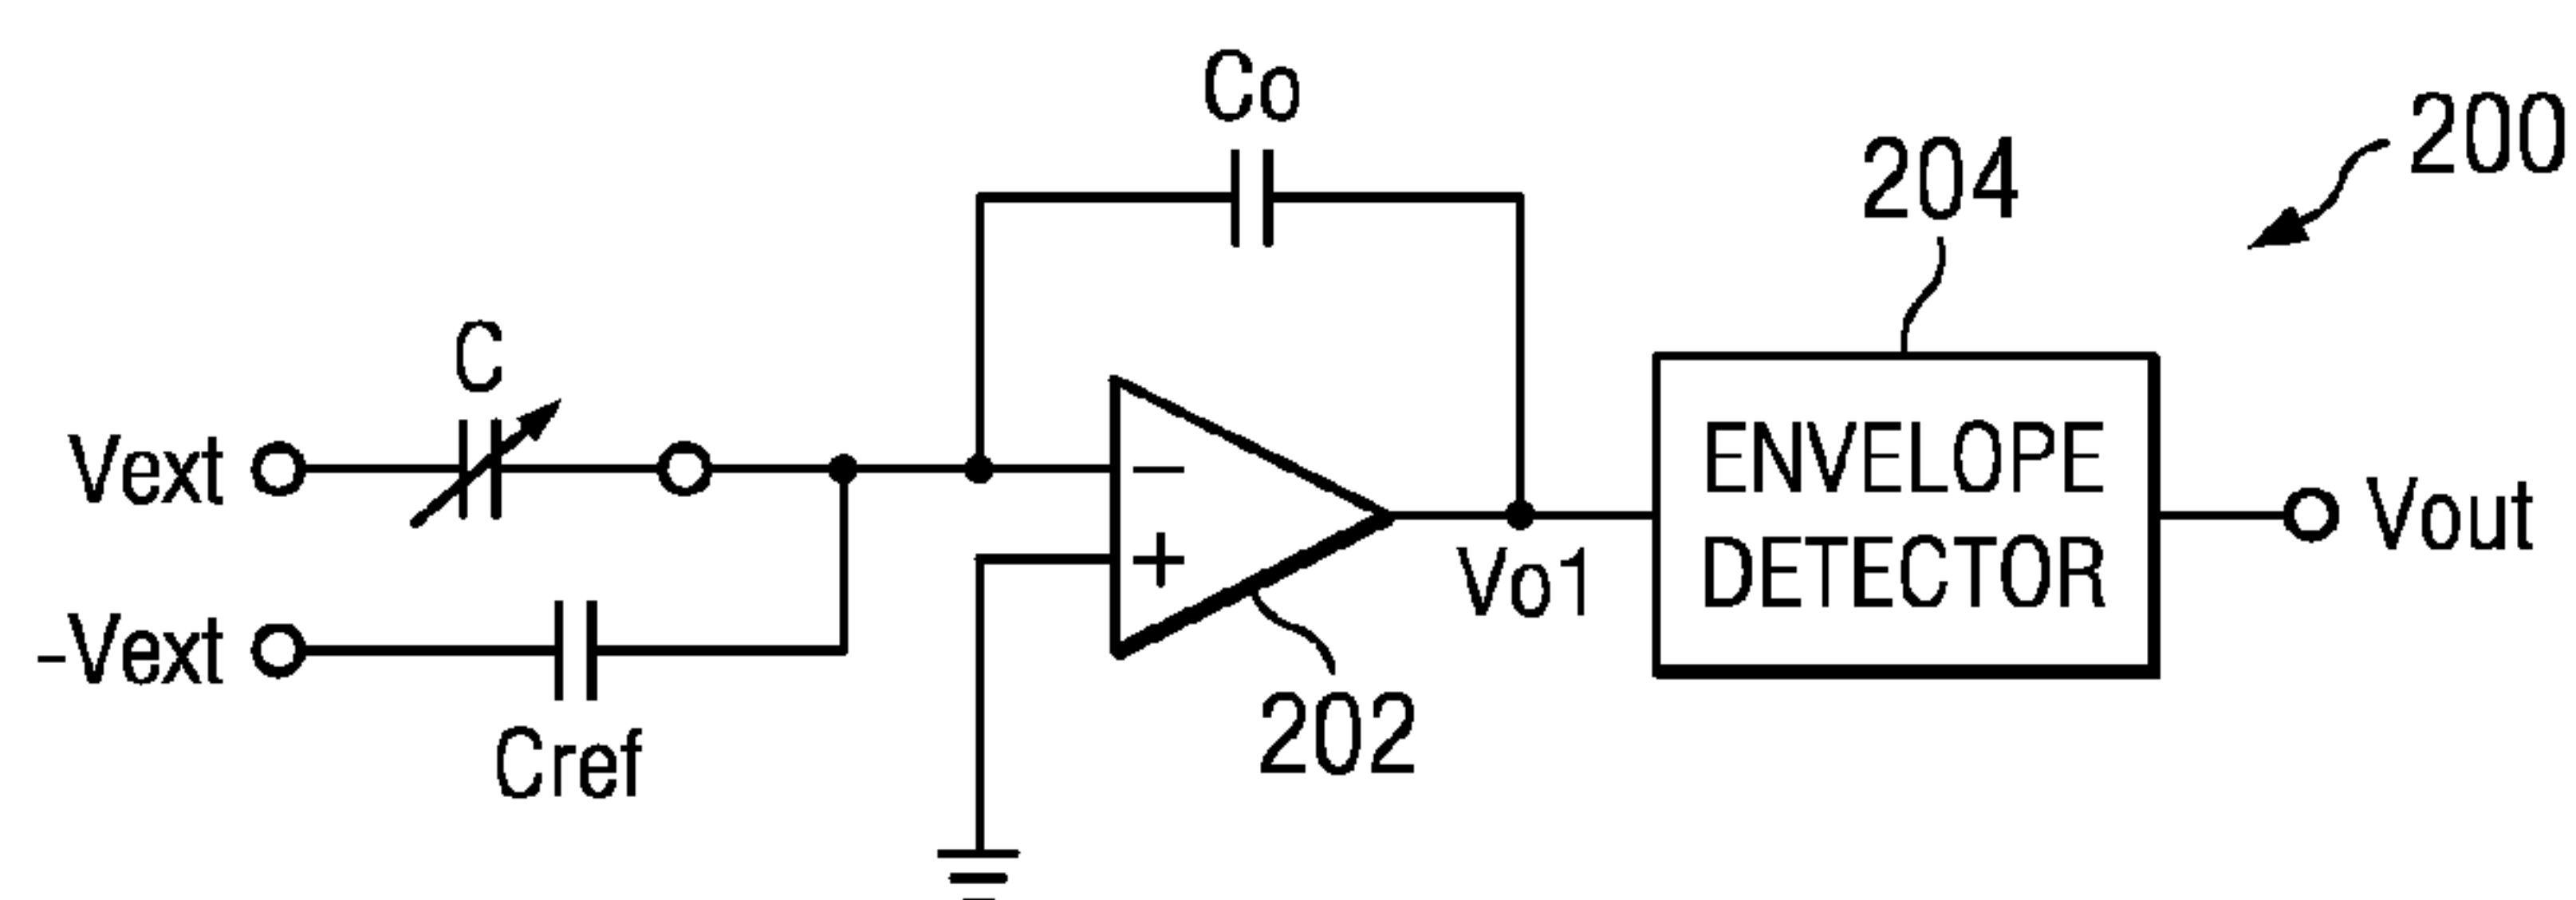 Co
200
204
C
Vext
ENVELOPE
DETECTOR
Vout
−
+
Vo1
-Vext
Cref
202